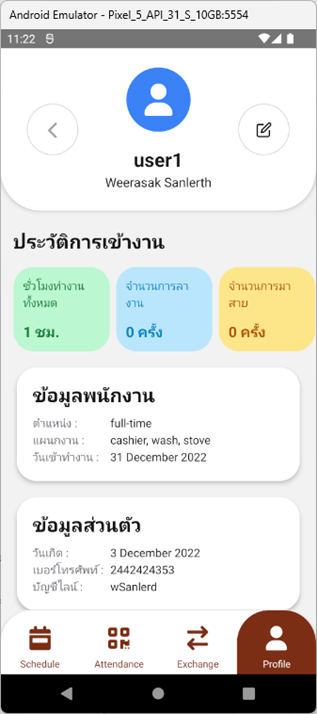 Android Emulator - Pixel_5_API_31_S_10GB:5554
11:22
user1
Weerasak Sanlerth
ประวัติการเข้างาน
ชั่วโมงทำงาน
ทั้งหมด
1 ชม.
จำนวนการลา
งาน
0 ครั้ง
จำนวนการมา
สาย
0 ครั้ง
ข้อมูลพนักงาน
ตำแหน่ง : full-time
แผนกงาน : cashier, wash, stove
วันเข้าทำงาน : 31 December 2022
ข้อมูลส่วนตัว
วันเกิด : 3 December 2022
เบอร์โทรศัพท์ : 2442424353
บัญชีไลน์ : wSanlerd
Schedule
Attendance
Exchange
Profile